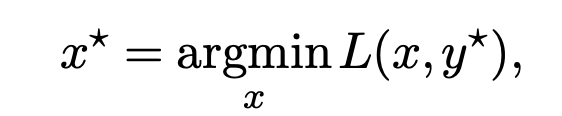 x⋆ = argmin L(x, y⋆),
x